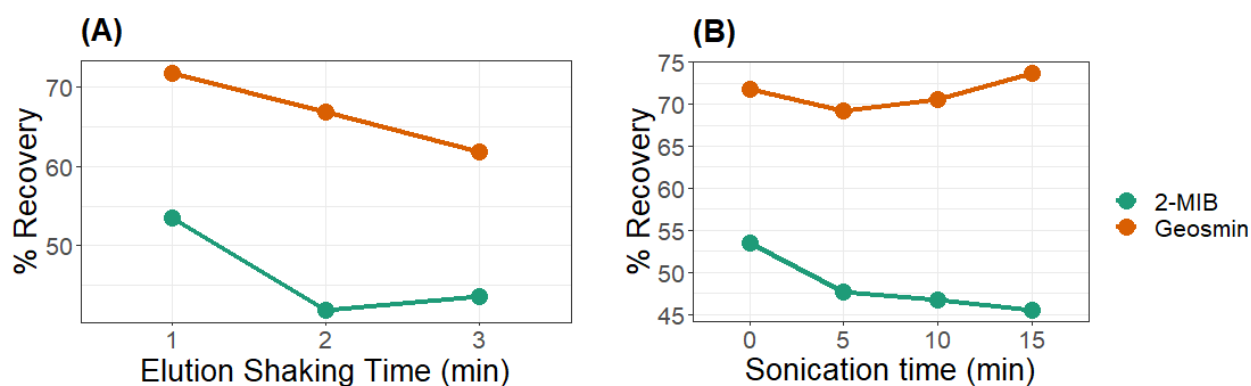 (A)
% Recovery
70
60
50
1 2 3
Elution Shaking Time (min)
(B)
% Recovery
75
70
65
60
55
50
45
0 5 10 15
Sonication time (min)
2-MIB
Geosmin